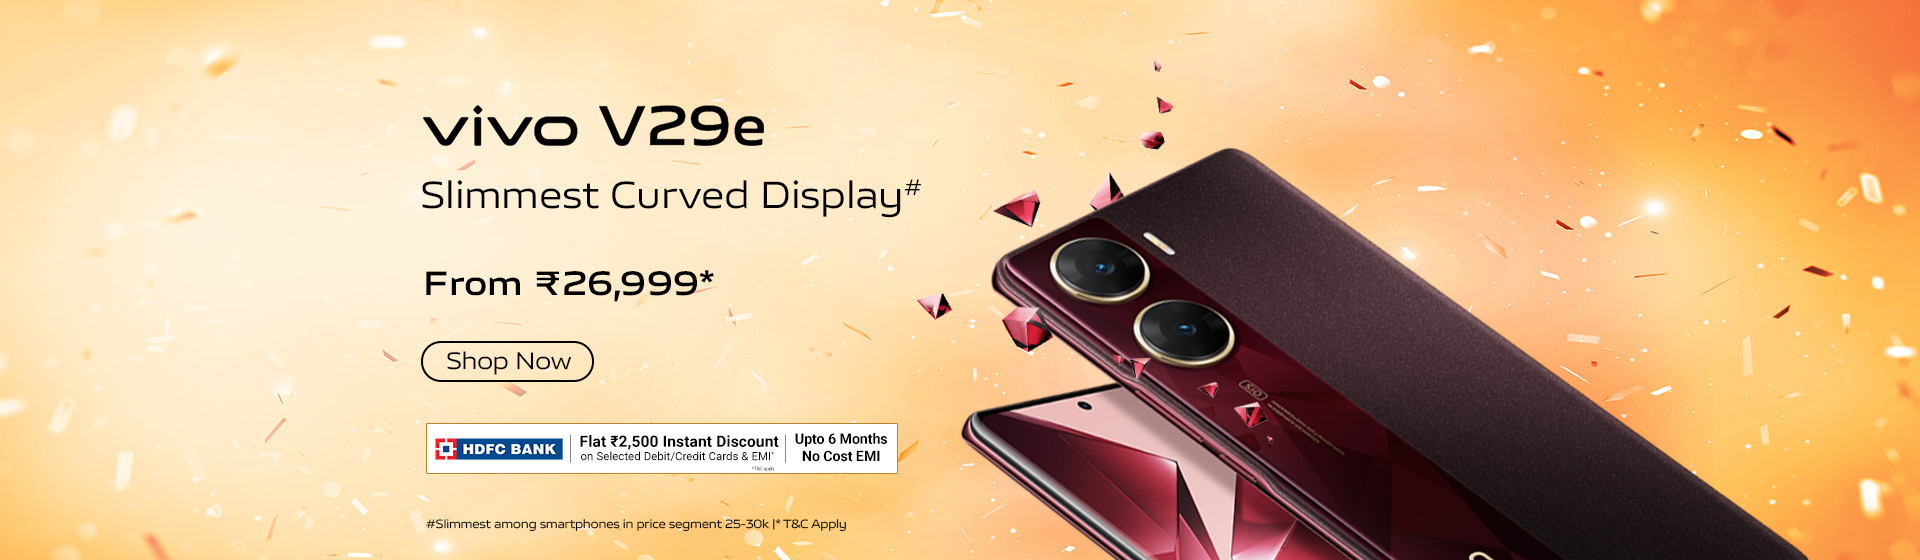 vivo V29e
Slimmest Curved Display#
From ₹26,999*
Shop Now
HDFC BANK
Flat ₹2,500 Instant Discount
on Selected Debit/Credit Cards & EMI*
*T&C apply
Upto 6 Months
No Cost EMI
#Slimmest among smartphones in price segment 25-30k |* T&C Apply
OIS